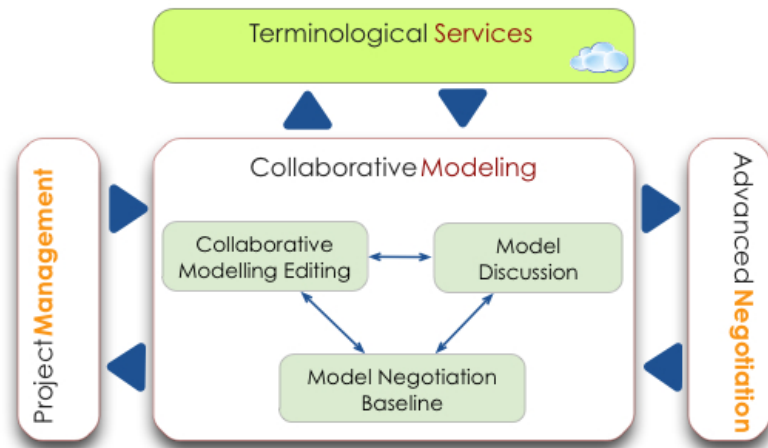 Terminological Services
Project Management
Collaborative Modeling
Collaborative
Modelling Editing
Model
Discussion
Model Negotiation
Baseline
Advanced Negotiation